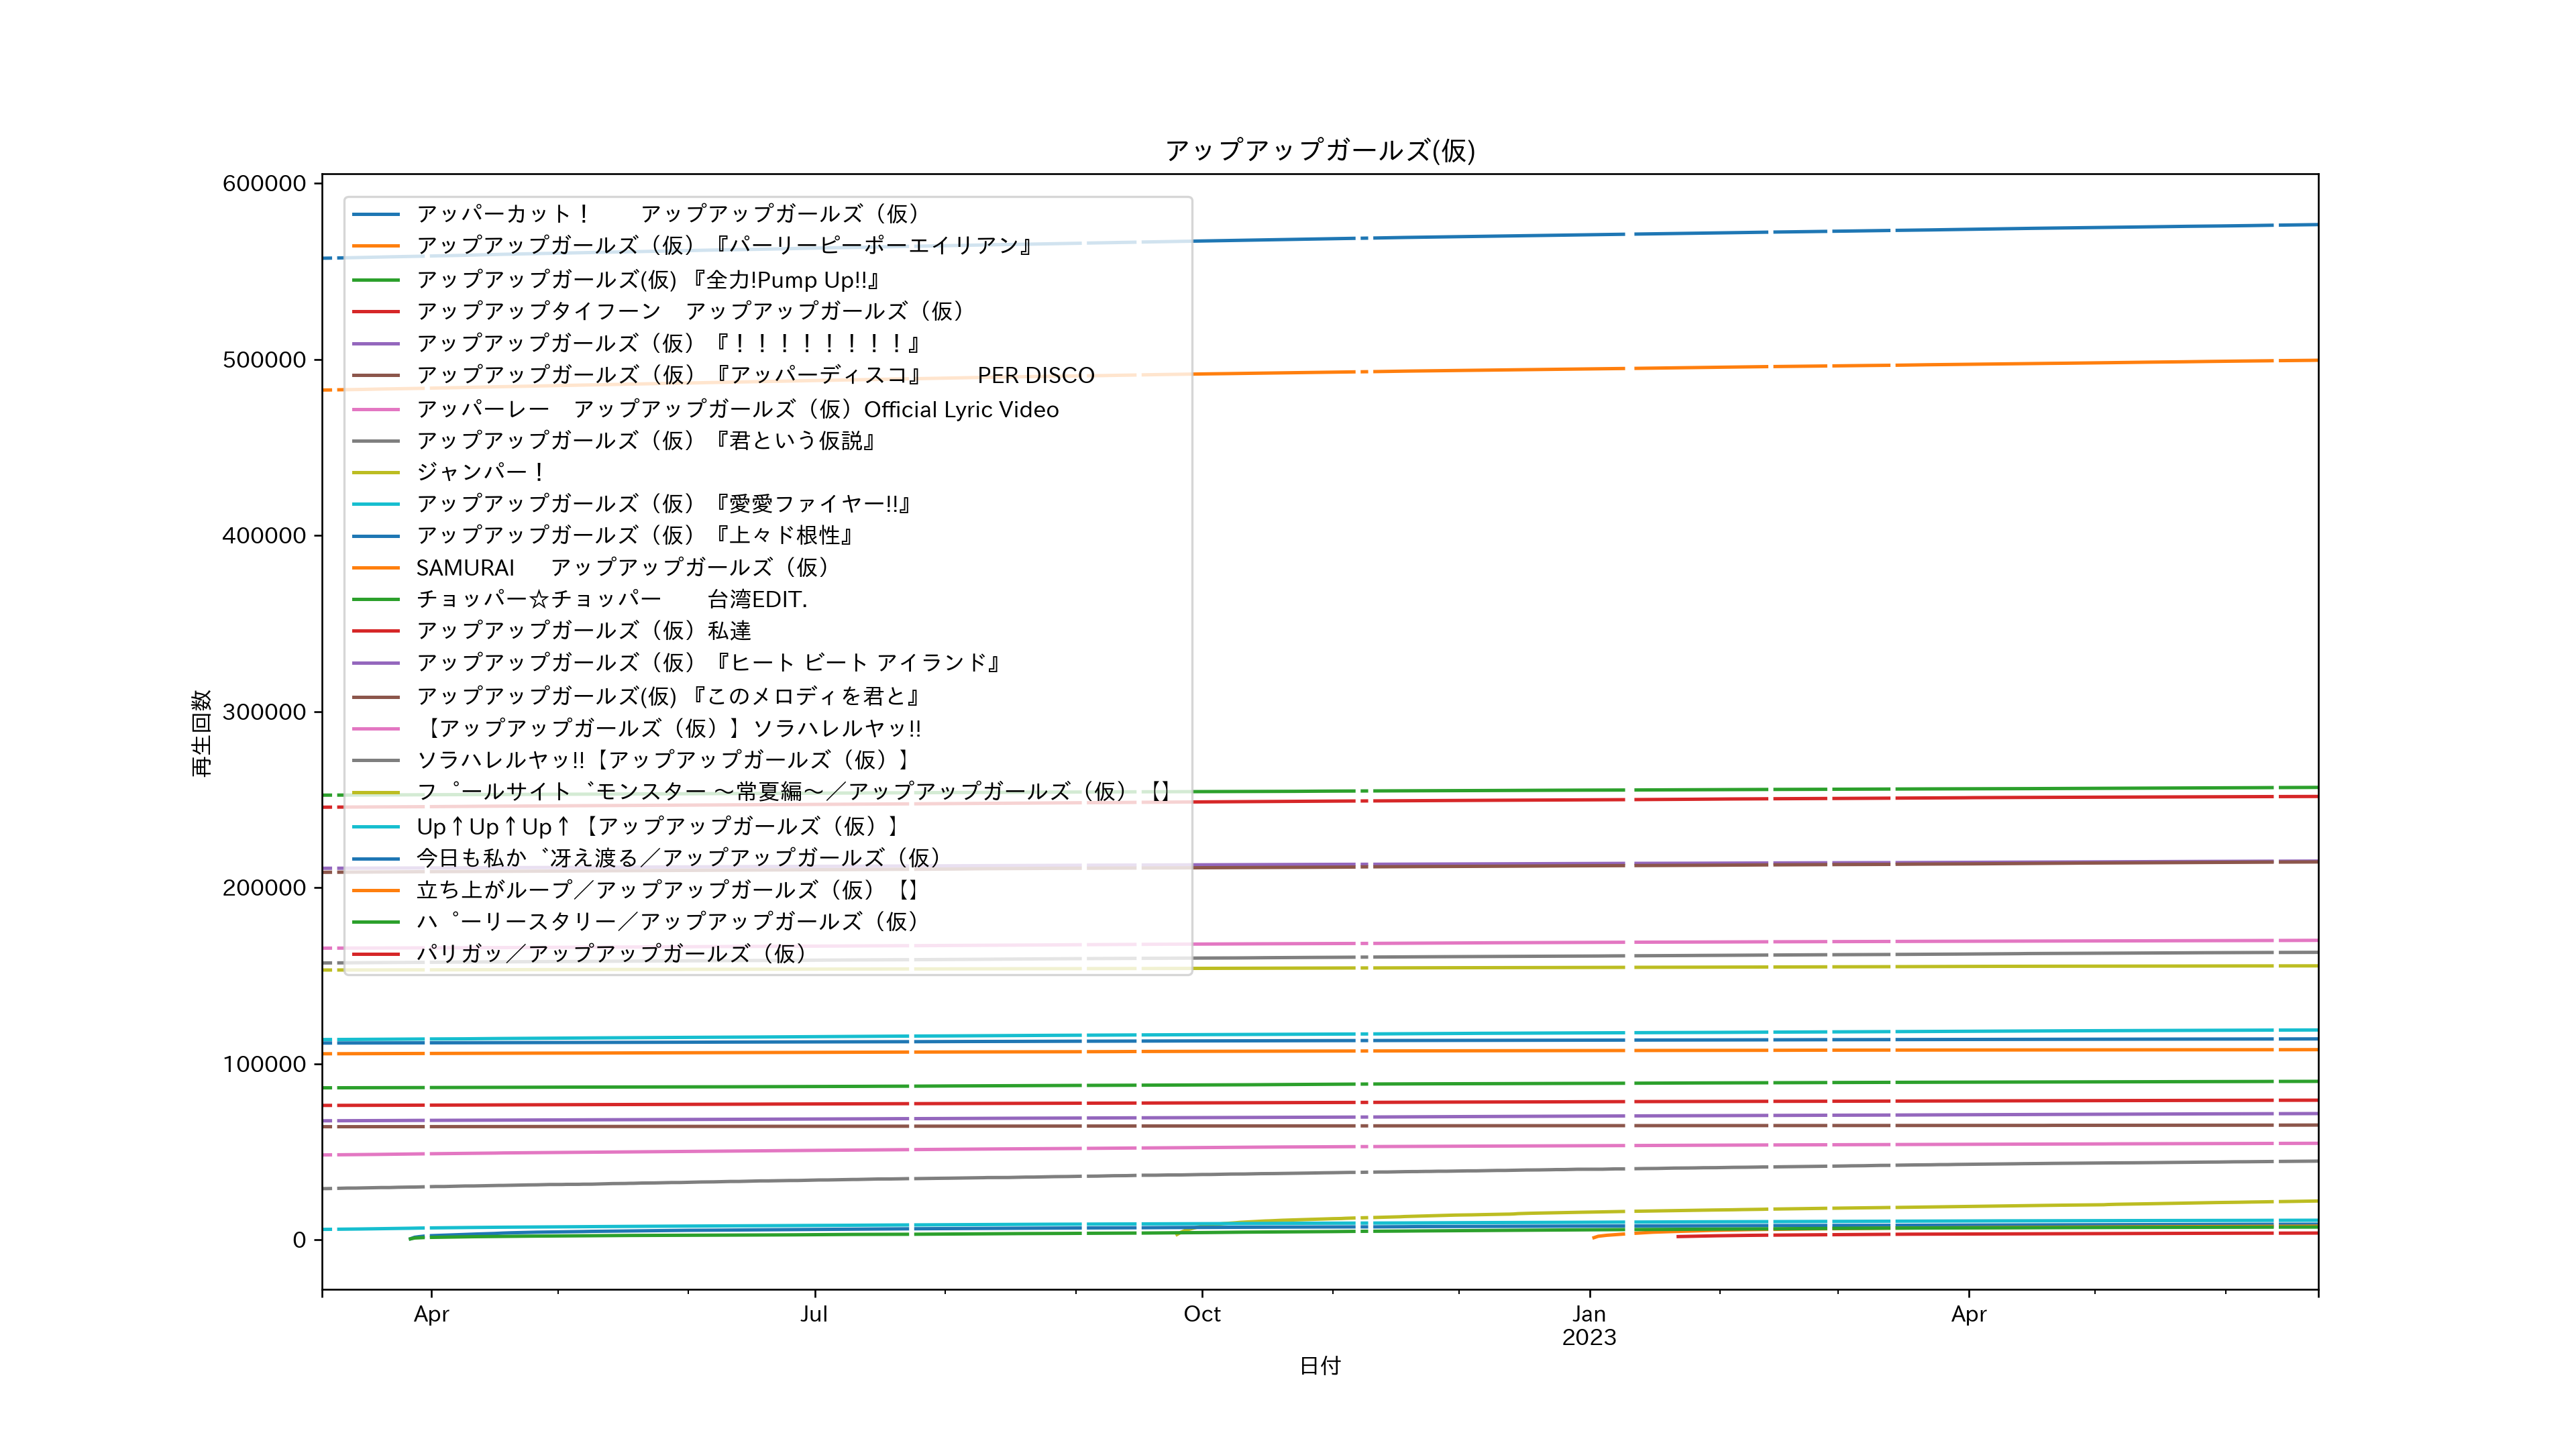 アップアップガールズ(仮)
600000
500000
400000
300000
200000
100000
0
再生回数
アッパーカット！　　アップアップガールズ（仮）
アップアップガールズ（仮）『パーリーピーポーエイリアン』
アップアップガールズ(仮) 『全力!Pump Up!!』
アップアップタイフーン　アップアップガールズ（仮）
アップアップガールズ（仮）『！！！！！！！！』
アップアップガールズ（仮）『アッパーディスコ』　　PER DISCO
アッパーレー　アップアップガールズ（仮）Official Lyric Video
アップアップガールズ（仮）『君という仮説』
ジャンパー！
アップアップガールズ（仮）『愛愛ファイヤー!!』
アップアップガールズ（仮）『上々ド根性』
SAMURAI　 アップアップガールズ（仮）
チョッパー☆チョッパー　　台湾EDIT.
アップアップガールズ（仮）私達
アップアップガールズ（仮）『ヒート ビート アイランド』
アップアップガールズ(仮) 『このメロディを君と』
【アップアップガールズ（仮）】ソラハレルヤッ!!
ソラハレルヤッ!!【アップアップガールズ（仮）】
フ゜ールサイト゛モンスター ～常夏編～／アップアップガールズ（仮）【】
Up↑Up↑Up↑【アップアップガールズ（仮）】
今日も私か゛冴え渡る／アップアップガールズ（仮）
立ち上がループ／アップアップガールズ（仮）【】
ハ゜ーリースタリー／アップアップガールズ（仮）
パリガッ／アップアップガールズ（仮）
Apr
Jul
Oct
Jan
2023
Apr
日付